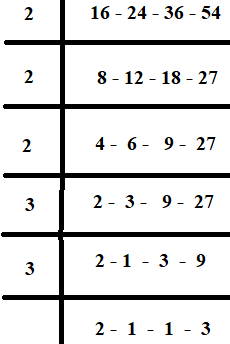 2 16 - 24 - 36 - 54
2 8 - 12 - 18 - 27
2 4 - 6 - 9 - 27
3 2 - 3 - 9 - 27
3 2 - 1 - 3 - 9
2 - 1 - 1 - 3